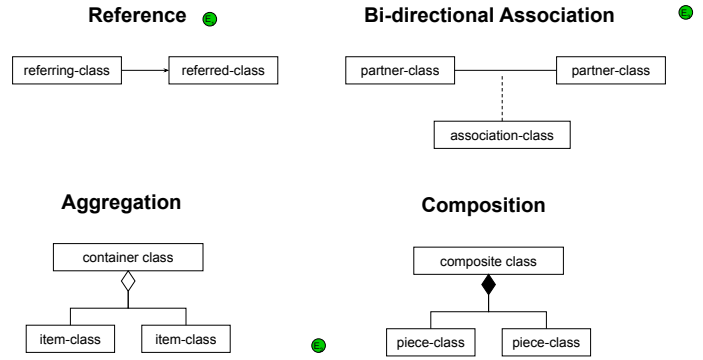 Reference
Bi-directional Association
referring-class
referred-class
partner-class
partner-class
association-class
Aggregation
Composition
container class
composite class
item-class
item-class
piece-class
piece-class